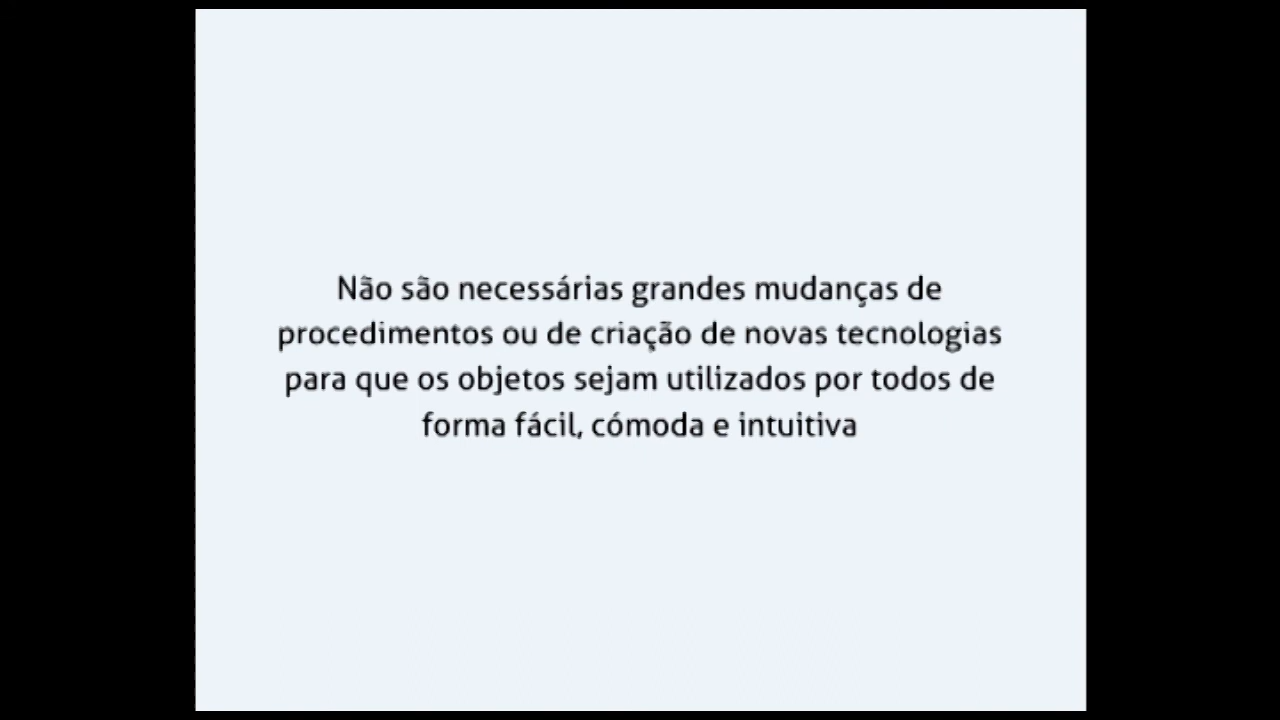 Não são necessárias grandes mudanças de
procedimentos ou de criação de novas tecnologias
para que os objetos sejam utilizados por todos de
forma fácil, cómoda e intuitiva